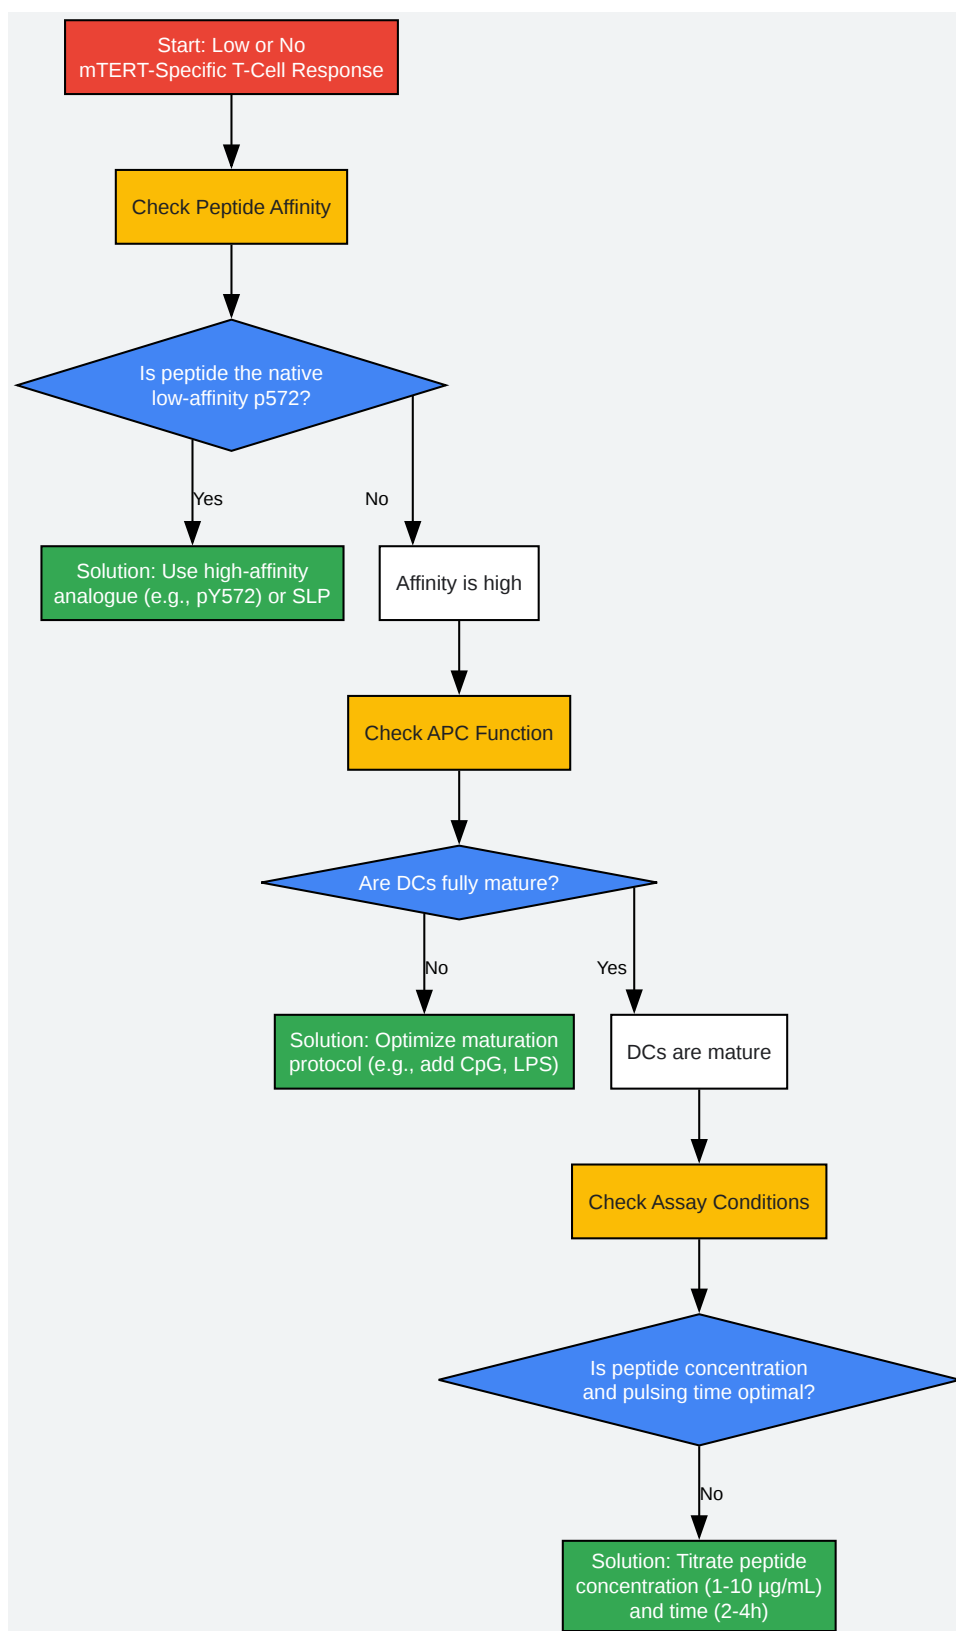 Start: Low or No
mTERT-Specific T-Cell Response
Check Peptide Affinity
Is peptide the native
low-affinity p572?
Yes
No
Solution: Use high-affinity
analogue (e.g., pY572) or SLP
Affinity is high
Check APC Function
Are DCs fully mature?
No
Yes
Solution: Optimize maturation
protocol (e.g., add CpG, LPS)
DCs are mature
Check Assay Conditions
Is peptide concentration
and pulsing time optimal?
No
Solution: Titrate peptide
concentration (1-10 µg/mL)
and time (2-4h)